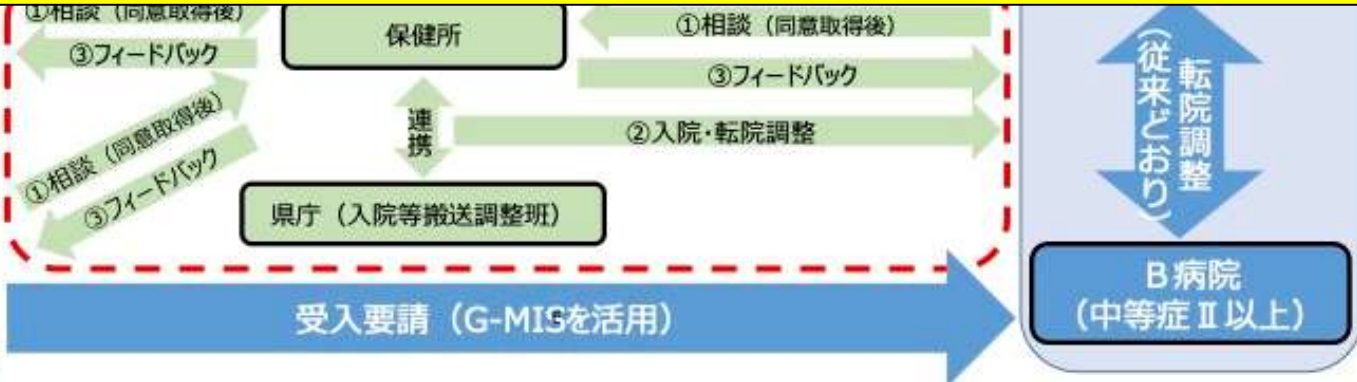 ①相談（同意取得後）
③フィードバック
保健所
①相談（同意取得後）
③フィードバック
①相談（同意取得後）
③フィードバック
連携
②入院・転院調整
県庁（入院等搬送調整班）
転院調整
（従来どおり）
B病院
（中等症Ⅱ以上）
受入要請（G-MISを活用）